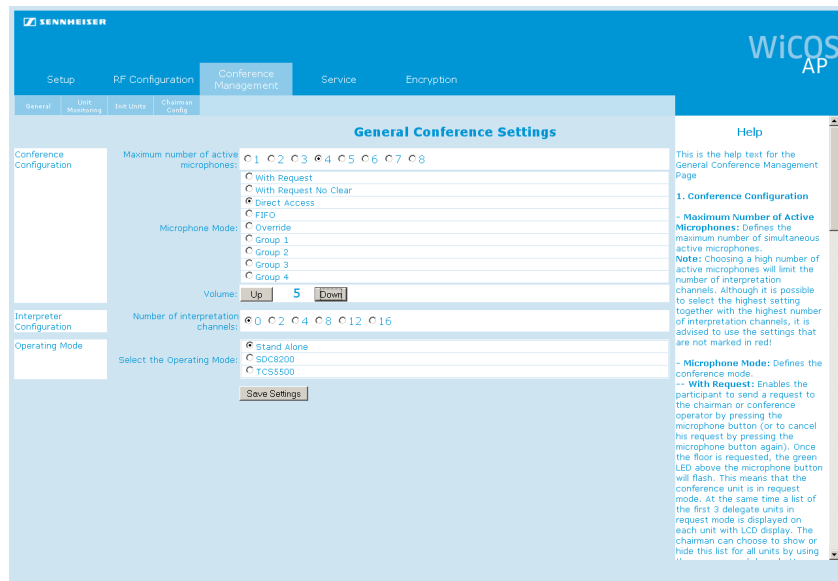 SENNHEISER
WiCOS
AP
Setup
RF Configuration
Conference
Management
Service
Encryption
General
Unit
Monitoring
Init Units
Chairman
Config
General Conference Settings
Conference
Configuration
Maximum number of active
microphones:
1 2 3 4 5 6 7 8
Microphone Mode:
With Request
With Request No Clear
Direct Access
FIFO
Override
Group 1
Group 2
Group 3
Group 4
Volume:
Up 5 Down
Interpreter
Configuration
Number of interpretation
channels:
0 2 4 8 12 16
Operating Mode
Select the Operating Mode:
Stand Alone
SDC8200
TCS5500
Save Settings
Help
This is the help text for the
General Conference Management
Page
1. Conference Configuration
- Maximum Number of Active
Microphones: Defines the
maximum number of simultaneous
active microphones.
Note: Choosing a high number of
active microphones will limit the
number of interpretation
channels. Although it is possible
to select the highest setting
together with the highest number
of interpretation channels, it is
advised to use the settings that
are not marked in red!
- Microphone Mode: Defines the
conference mode.
-- With Request: Enables the
participant to send a request to
the chairman or conference
operator by pressing the
microphone button (or to cancel
his request by pressing the
microphone button again). Once
the floor is requested, the green
LED above the microphone button
will flash. This means that the
conference unit is in request
mode. At the same time a list of
the first 3 delegate units in
request mode is displayed on
each unit with LCD display. The
chairman can choose to show or
hide this list for all units by using